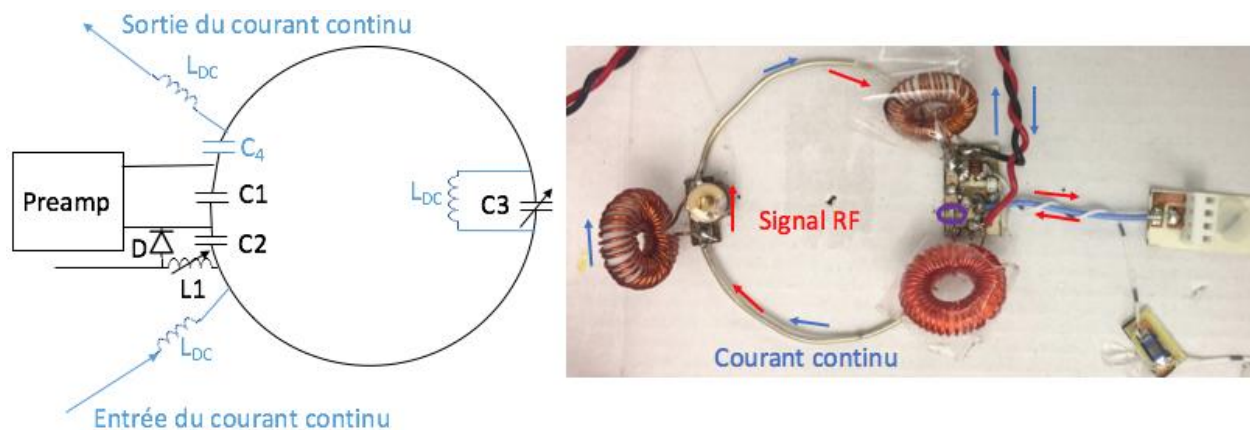 Sortie du courant continu
L_DC
C4
Preamp
C1
D
C2
L1
L_DC
Entrée du courant continu
L_DC
C3
Signal RF
Courant continu